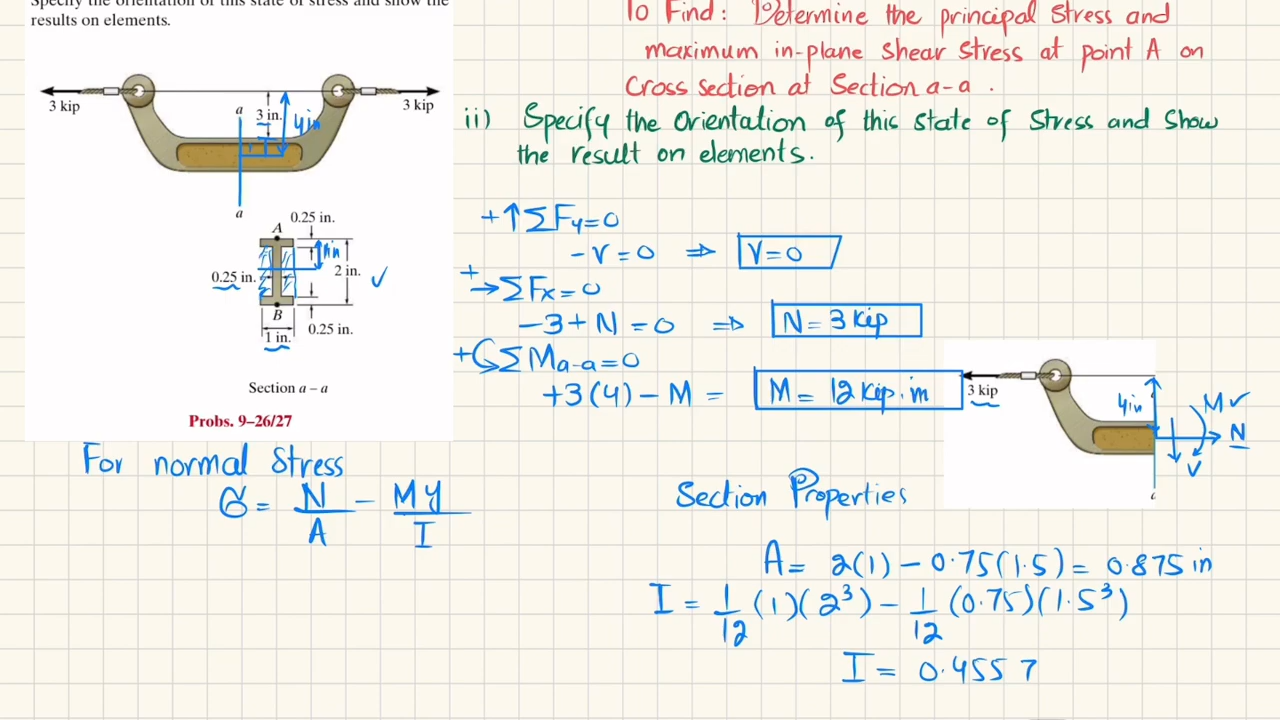 Specify the orientation of this state of stress and show the
results on elements.
3 kip
3 kip
a
3 in.
4in
a
A
0.25 in.
1in
0.25 in.
2 in. ✓
B
0.25 in.
1 in.
Section a – a
Probs. 9–26/27
To Find: Determine the principal Stress and
maximum in-plane Shear Stress at point A on
Cross section at Section a-a .
ii) Specify the Orientation of this State of Stress and Show
the result on elements.
+↑ΣFy=0
-V=0 ⇒ V=0
+→ΣFx=0
-3+N=0 ⇒ N=3kip
+ΣMa-a=0
+3(4)-M = M= 12kip.in
3 kip
4in
M
N
V
a
For normal Stress
σ= N/A - My/I
Section Properties
A= 2(1)-0.75(1.5)= 0.875in
I = 1/12 (1)(2³) - 1/12 (0.75)(1.5³)
I= 0.4557